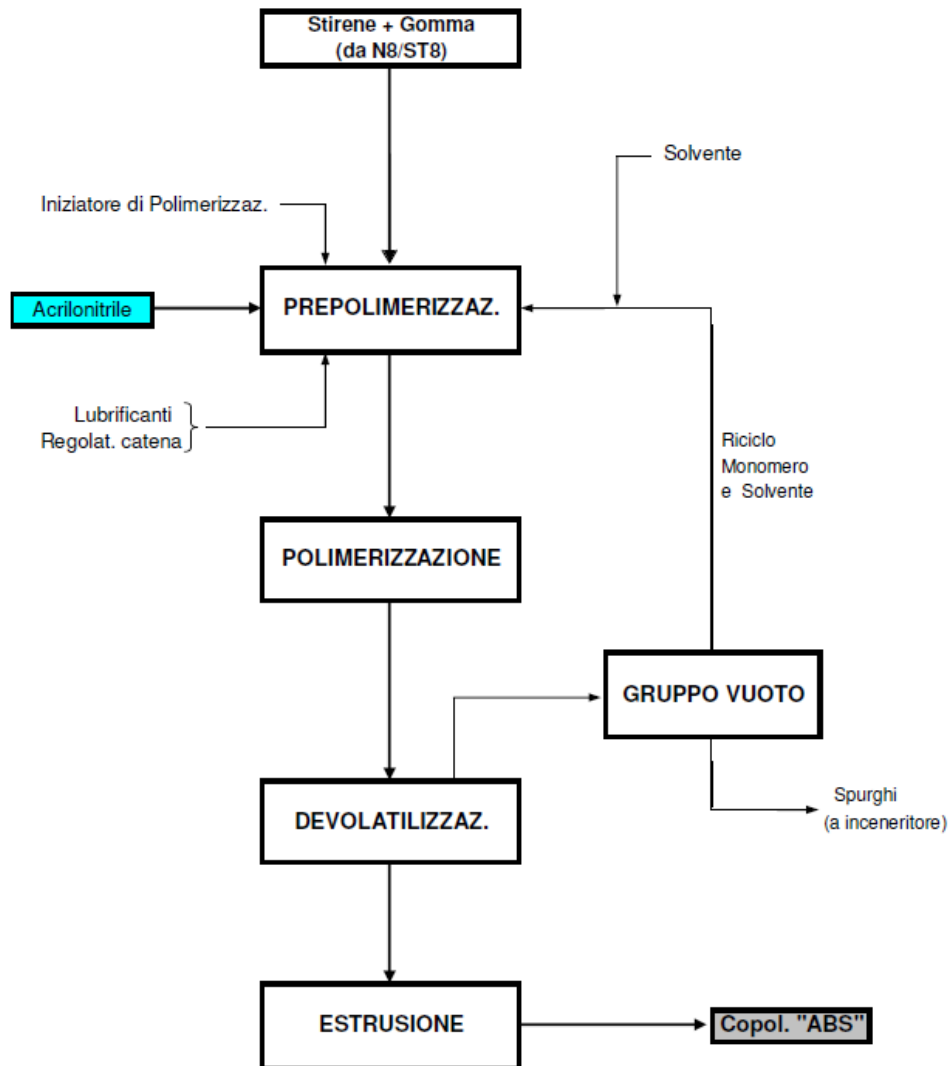 Stirene + Gomma
(da N8/ST8)
Solvente
Iniziatore di Polimerizzaz.
Acrilonitrile
PREPOLIMERIZZAZ.
Lubrificanti
Regolat. catena
Riciclo
Monomero
e Solvente
POLIMERIZZAZIONE
GRUPPO VUOTO
DEVOLATILIZZAZ.
Spurghi
(a inceneritore)
ESTRUSIONE
Copol. "ABS"